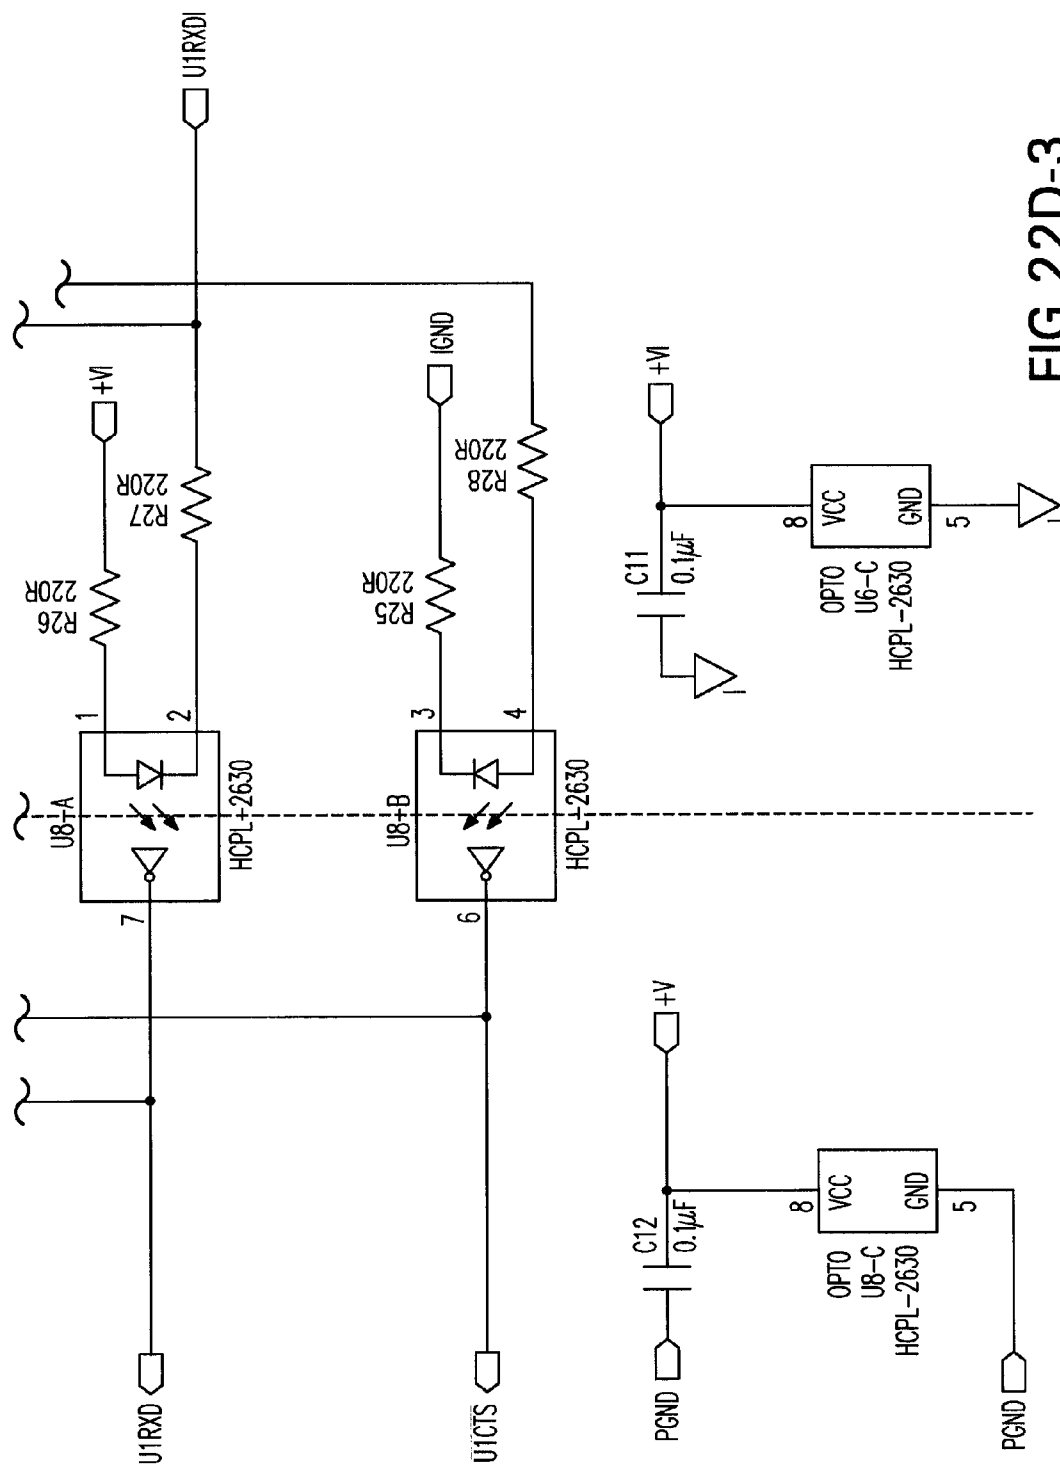 U1RXD
7
U8-A
HCPL-2630
1
2
R26
220R
+VI
R27
220R
U1RXDI
U1CTS
6
U8-B
HCPL-2630
3
4
R25
220R
IGND
R28
220R
PGND
C12
0.1µF
+V
8
VCC
GND
5
OPTO
U8-C
HCPL-2630
PGND
C11
0.1µF
+VI
I
8
VCC
GND
5
OPTO
U6-C
HCPL-2630
I
FIG. 22D-3